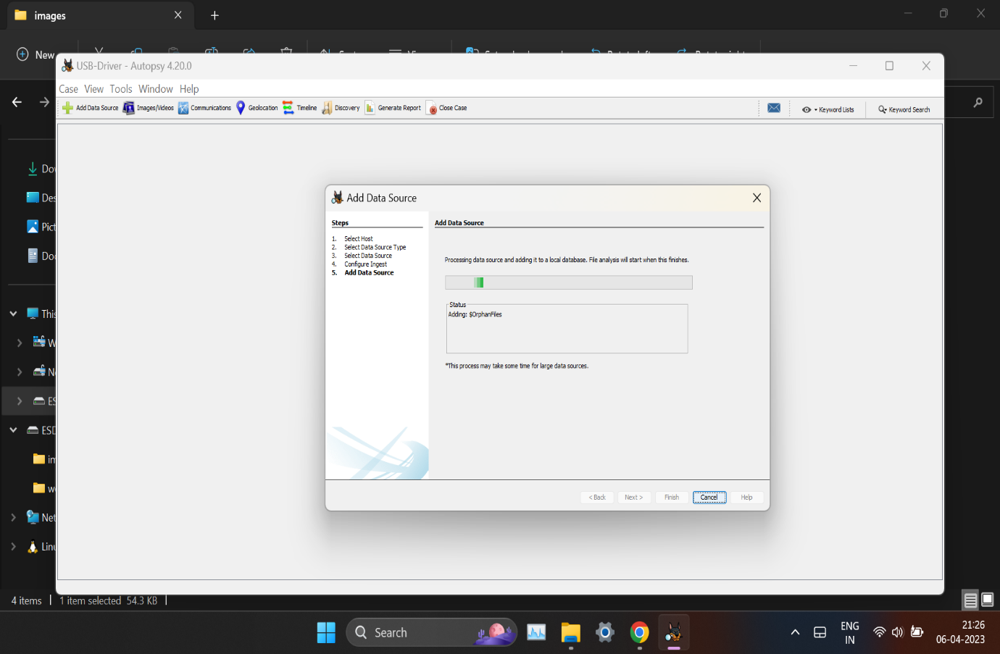 images
New
USB-Driver - Autopsy 4.20.0
Case View Tools Window Help
Add Data Source Images/Videos Communications Geolocation Timeline Discovery Generate Report Close Case Keyword Lists Keyword Search
Add Data Source
Steps
1. Select Host
2. Select Data Source Type
3. Select Data Source
4. Configure Ingest
5. Add Data Source
Add Data Source
Processing data source and adding it to a local database. File analysis will start when this finishes.
Status
Adding: $OrphanFiles
*This process may take some time for large data sources.
< Back Next > Finish Cancel Help
Dow
Des
Pict
Doc
This
W
N
ES
ESD
in
we
Net
Linu
4 items 1 item selected 54.3 KB
Search
ENG
IN
21:26
06-04-2023